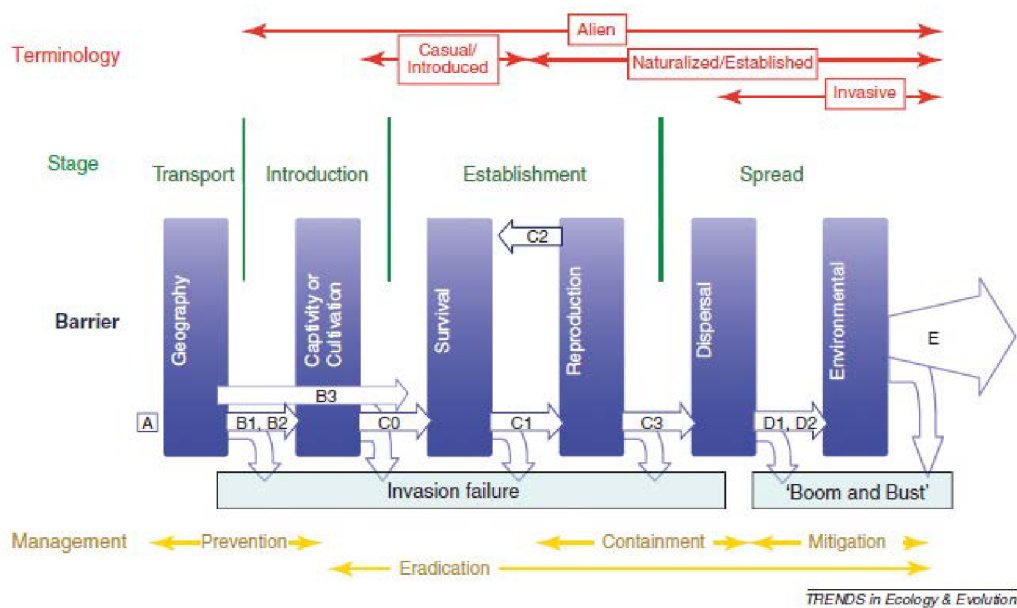 Alien
Terminology
Casual/
Introduced
Naturalized/Established
Invasive
Stage
Transport
Introduction
Establishment
Spread
Barrier
Geography
Captivity or
Cultivation
Survival
Reproduction
Dispersal
Environmental
C2
E
B3
A
B1, B2
C0
C1
C3
D1, D2
Invasion failure
'Boom and Bust'
Management
Prevention
Containment
Mitigation
Eradication
TRENDS in Ecology & Evolution